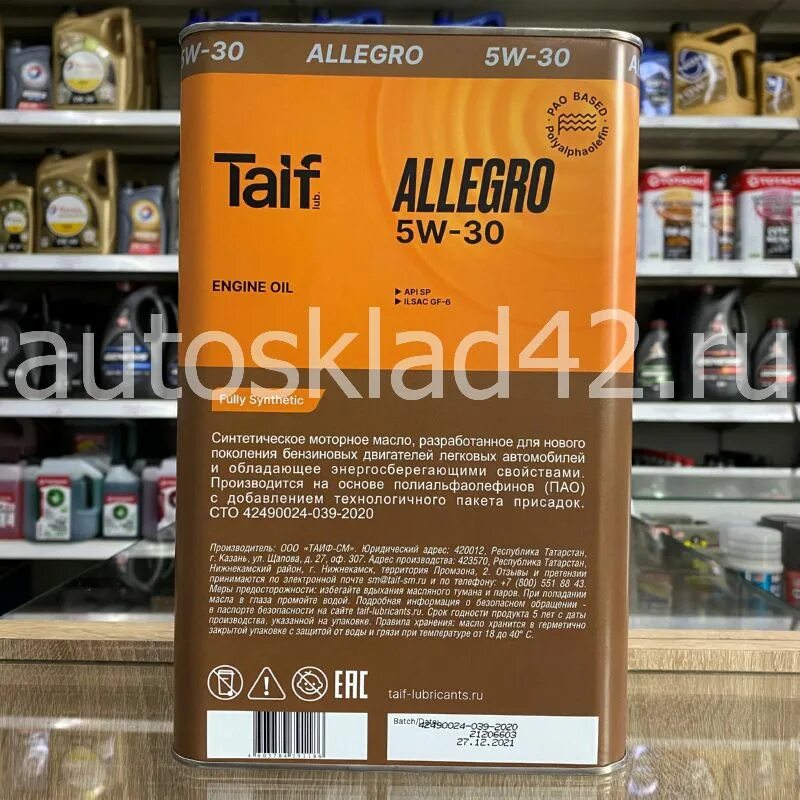 5W-30 ALLEGRO 5W-30
PAO BASED
Polyalphaolefin
Taif
lub.
ALLEGRO
5W-30
ENGINE OIL
▶ API SP
▶ ILSAC GF-6
autosklad42.ru
Fully Synthetic
Синтетическое моторное масло, разработанное для нового
поколения бензиновых двигателей легковых автомобилей
и обладающее энергосберегающими свойствами.
Производится на основе полиальфаолефинов (ПАО)
с добавлением технологичного пакета присадок.
СТО 42490024-039-2020
Производитель: ООО «ТАИФ-СМ». Юридический адрес: 420012, Республика Татарстан,
г. Казань, ул. Щапова, д. 27, оф. 307. Адрес производства: 423570, Республика Татарстан,
Нижнекамский район, г. Нижнекамск, территория Промзона, 2. Отзывы и претензии
принимаются по электронной почте sm@taif-sm.ru и по телефону: +7 (800) 551 88 43.
Меры предосторожности: избегайте вдыхания масляного тумана и паров. При попадании
масла в глаза промойте водой. Подробная информация о безопасном обращении -
в паспорте безопасности на сайте taif-lubricants.ru. Срок годности продукта 5 лет с даты
производства, указанной на упаковке. Правила хранения: масло хранится в герметично
закрытой упаковке с защитой от воды и грязи при температуре от 18 до 40° С.
EAC
taif-lubricants.ru
Batch/Date:
42490024-039-2020
21206603
27.12.2021